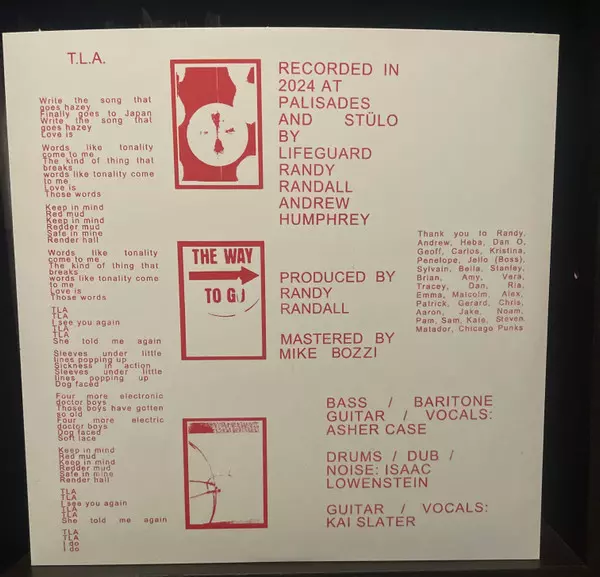 T.L.A.
Write the song that
goes hazey
Finally goes to Japan
Write the song that
goes hazey
Love is
Words like tonality
come to me
The kind of thing that
breaks
words like tonality come
to me
Love is
Those words
Keep in mind
Red mud
Keep in mind
Redder mud
Safe in mine
Render hall
Words like tonality
come to me
The kind of thing that
breaks
words like tonality come
to me
Love is
Those words
TLA
TLA
I see you again
TLA
TLA
She told me again
Sleeves under little
lines popping up
Sickness in action
Sleeves under little
lines popping up
Dog faced
Four more electronic
doctor boys
Those boys have gotten
so old
Four more electric
doctor boys
Dog faced
Soft lace
Keep in mind
Red mud
Keep in mind
Redder mud
Safe in mine
Render hall
TLA
TLA
I see you again
TLA
TLA
She told me again
TLA
TLA
I do
I do
THE WAY
TO GO
RECORDED IN
2024 AT
PALISADES
AND STÜLO
BY
LIFEGUARD
RANDY
RANDALL
ANDREW
HUMPHREY
PRODUCED BY
RANDY
RANDALL
MASTERED BY
MIKE BOZZI
Thank you to Randy,
Andrew, Hebs, Dan O,
Geoff, Carlos, Kristina,
Penelope, Jello (Boss),
Sylvain, Bella, Stanley,
Brian, Amy, Vera,
Tracey, Dan, Ria,
Emma, Malcolm, Alex,
Patrick, Gerard, Chris,
Aaron, Jake, Noam,
Pam, Sam, Kate, Steven
Matador, Chicago Punks
BASS / BARITONE
GUITAR / VOCALS:
ASHER CASE
DRUMS / DUB /
NOISE: ISAAC
LOWENSTEIN
GUITAR / VOCALS:
KAI SLATER